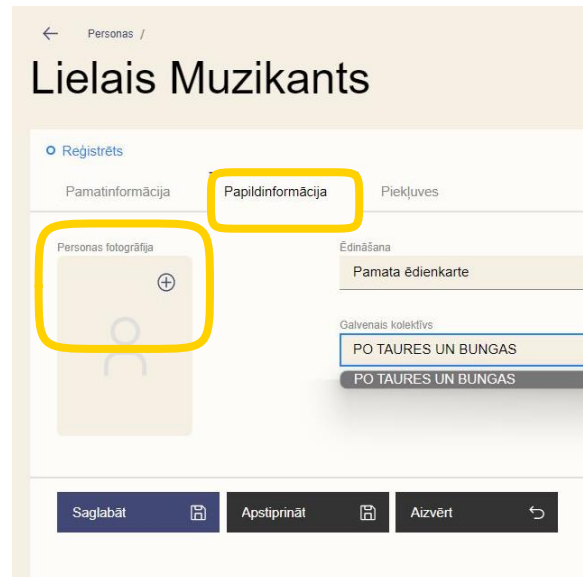 Personas /
Lielais Muzikants
Reģistrēts
Pamatinformācija Papildinformācija Piekļuves
Personas fotogrāfija
Ēdināšana
Pamata ēdienkarte
Galvenais kolektīvs
PO TAURES UN BUNGAS
PO TAURES UN BUNGAS
Saglabāt Apstiprināt Aizvērt